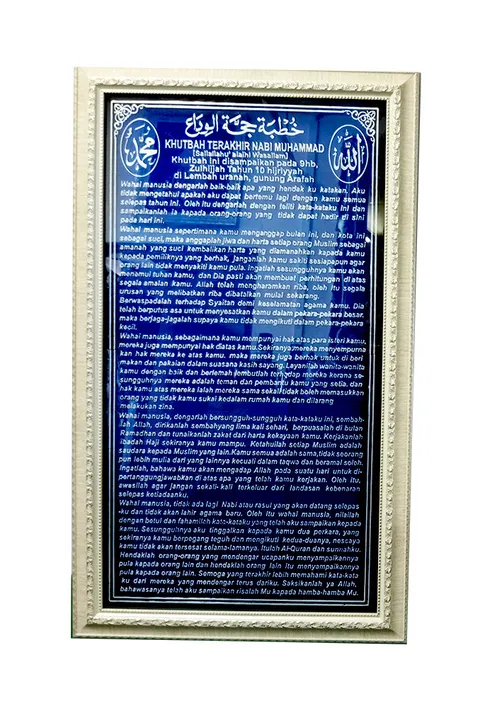 خطبة حجة الوداع
محمد
الله
KHUTBAH TERAKHIR NABI MUHAMMAD
(Sallallahu' alaihi Wasallam)
Khutbah ini disampaikan pada 9hb,
Zulhijjah Tahun 10 hijriyyah
di Lembah uranah, gunung Arafah
Wahai manusia dengarlah baik-baik apa yang hendak ku katakan. Aku
tidak mengetahui apakah aku dapat bertemu lagi dengan kamu semua
selepas tahun ini. Oleh itu dengarlah dengan teliti kata-kataku ini dan
sampaikanlah ia kepada orang-orang yang tidak dapat hadir di sini
pada hari ini.
Wahai manusia sepertimana kamu menganggap bulan ini, dan kota ini
sebagai suci, maka anggaplah jiwa dan harta setiap orang Muslim sebagai
amanah yang suci kembalikan harta yang diamanahkan kepada kamu
kepada pemiliknya yang berhak, janganlah kamu sakiti sesiapapun agar
orang lain tidak menyakiti kamu pula. Ingatlah sesungguhnya kamu akan
menemui tuhan kamu, dan Dia pasti akan membuat perhitungan di atas
segala amalan kamu. Allah telah mengharamkan riba, oleh itu segala
urusan yang melibatkan riba dibatalkan mulai sekarang.
Berwaspadalah terhadap Syaitan demi keselamatan agama kamu. Dia
telah berputus asa untuk menyesatkan kamu dalam pekara-pekara besar,
maka berjaga-jagalah supaya kamu tidak mengikuti dalam pekara-pekara
kecil.
Wahai manusia, sebagaimana kamu mempunyai hak atas para isteri kamu,
mereka juga mempunyai hak diatas kamu.Sekiranya mereka menyempurna
kan hak mereka ke atas kamu. maka mereka juga berhak untuk di beri
makan dan pakaian dalam suasana kasih sayang. Layanilah wanita-wanita
kamu dengan baik dan berlemah lembutlah terhadap mereka kerana se-
sungguhnya mereka adalah teman dan pembantu kamu yang setia. dan
hak kamu atas mereka ialah mereka sama sekali tidak boleh memasukkan
orang yang tidak kamu sukai kedalam rumah kamu dan dilarang
melakukan zina.
Wahai manusia, dengarlah bersungguh-sungguh kata-kataku ini, sembah-
lah Allah, dirikanlah sembahyang lima kali sehari, berpuasalah di bulan
Ramadhan dan tunaikanlah zakat dari harta kekayaan kamu. Kerjakanlah
ibadah Haji sekiranya kamu mampu. Ketahuilah setiap Muslim adalah
saudara kepada Muslim yang lain.Kamu semua adalah sama,tidak seorang
pun lebih mulia dari yang lainnya kecuali dalam taqwa dan beramal soleh.
Ingatlah, bahawa kamu akan mengadap Allah pada suatu hari untuk di-
pertanggungjawabkan di atas apa yang telah kamu kerjakan. Oleh itu,
awasilah agar jangan sekali-kali terkeluar dari landasan kebenaran
selepas ketiadaanku.
Wahai manusia, tidak ada lagi Nabi atau rasul yang akan datang selepas
-ku dan tidak akan lahir agama baru. Oleh itu wahai manusia, nilailah
dengan betul dan fahamilah kata-kataku yang telah aku sampaikan kepada
kamu. Sesungguhnya aku tinggalkan kepada kamu dua perkara, yang
sekiranya kamu berpegang teguh dan mengikuti kedua-duanya, nescaya
kamu tidak akan tersesat selama-lamanya. Itulah Al-Quran dan sunnahku.
Hendaklah orang-orang yang mendengar ucapanku menyampaikannya
pula kepada orang lain dan hendaklah orang lain itu menyampaikannya
pula kepada orang lain. Semoga yang terakhir lebih memahami kata-kata
ku dari mereka yang mendengar terus dariku. Saksikanlah ya Allah,
bahawasanya telah aku sampaikan risalah Mu kapada hamba-hamba Mu.